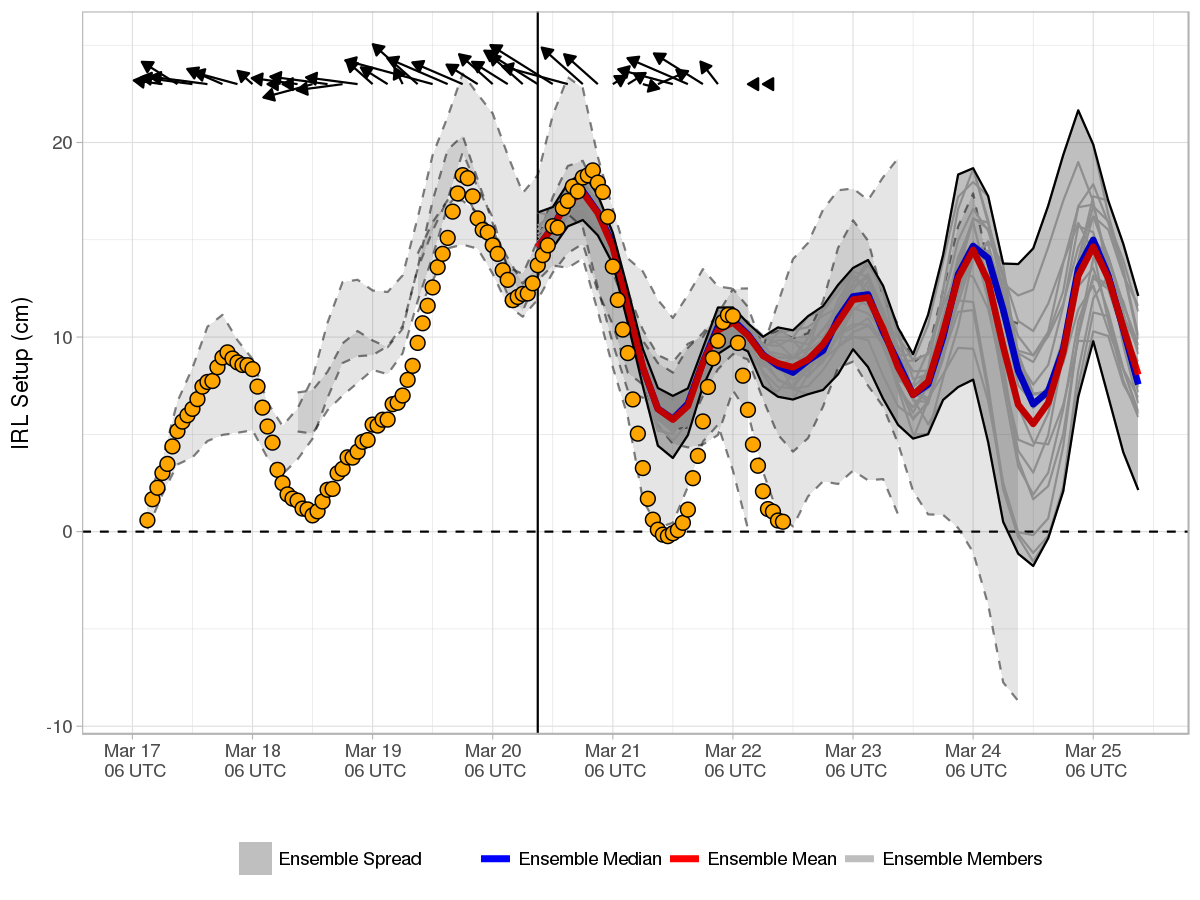 IRL Setup (cm)
20
10
0
-10
Mar 17 Mar 18 Mar 19 Mar 20 Mar 21 Mar 22 Mar 23 Mar 24 Mar 25
06 UTC 06 UTC 06 UTC 06 UTC 06 UTC 06 UTC 06 UTC 06 UTC 06 UTC
Ensemble Spread Ensemble Median Ensemble Mean Ensemble Members